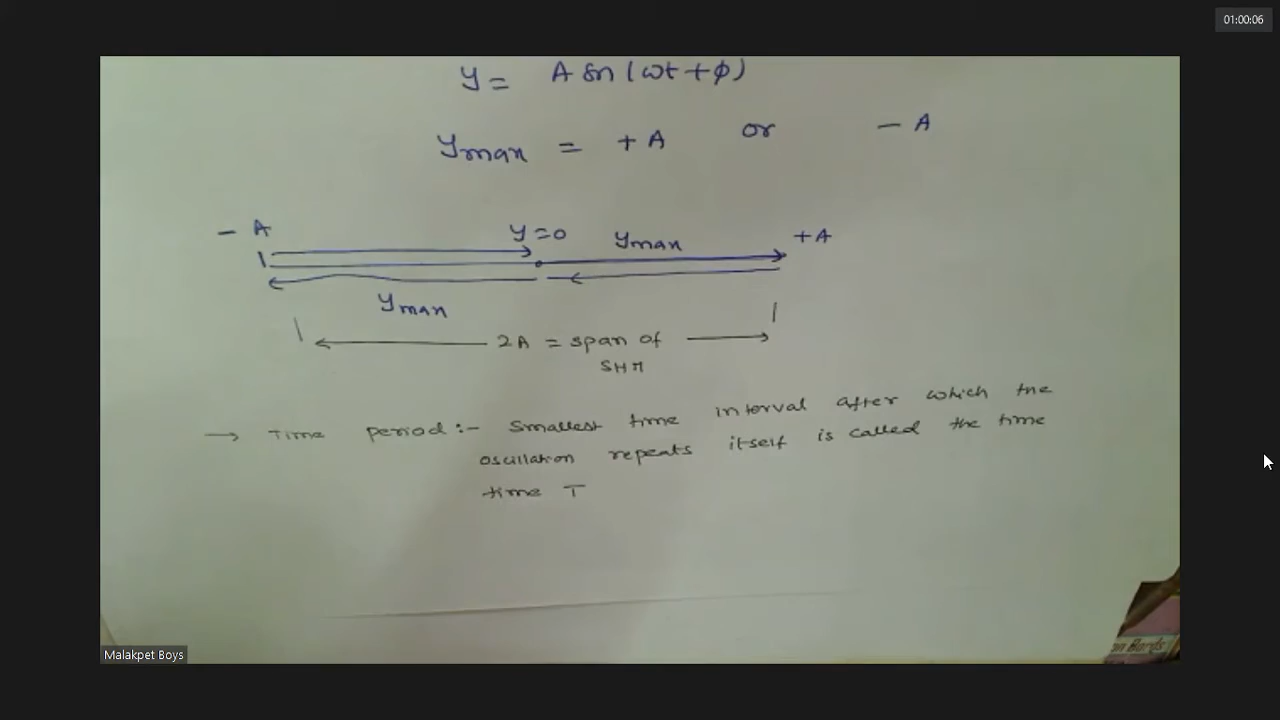 01:00:06
y = A sn (ωt + φ)
ymax = + A or - A
- A y=0 ymax +A
ymax
2A = span of
SHM
→ Time period :- Smallest time interval after which the
oscillation repeats itself is called the time
time T
Malakpet Boys